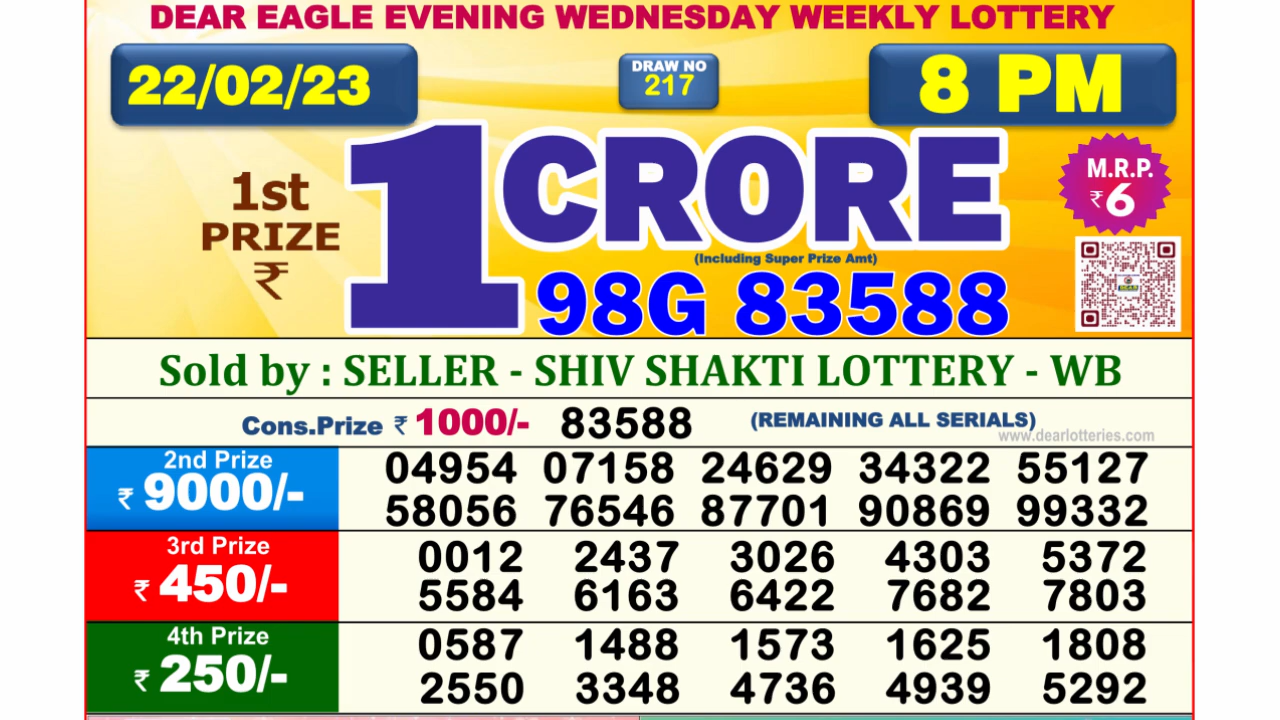 DEAR EAGLE EVENING WEDNESDAY WEEKLY LOTTERY
22/02/23
DRAW NO
217
8 PM
1st
PRIZE
₹
1 CRORE
(Including Super Prize Amt)
98G 83588
M.R.P.
₹6
Sold by : SELLER - SHIV SHAKTI LOTTERY - WB
Cons.Prize ₹ 1000/- 83588 (REMAINING ALL SERIALS)
www.dearlotteries.com
2nd Prize
₹ 9000/-
04954 07158 24629 34322 55127
58056 76546 87701 90869 99332
3rd Prize
₹ 450/-
0012 2437 3026 4303 5372
5584 6163 6422 7682 7803
4th Prize
₹ 250/-
0587 1488 1573 1625 1808
2550 3348 4736 4939 5292